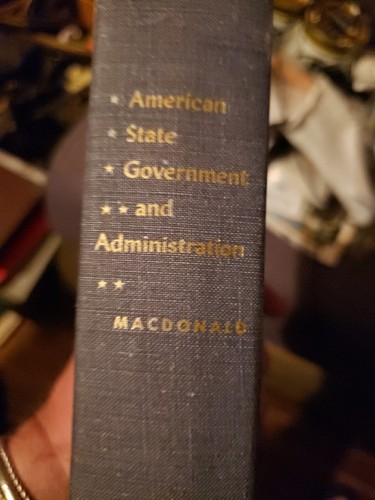 ★ American
★ State
★ Government
★ ★ and
Administration
★ ★
MACDONALD